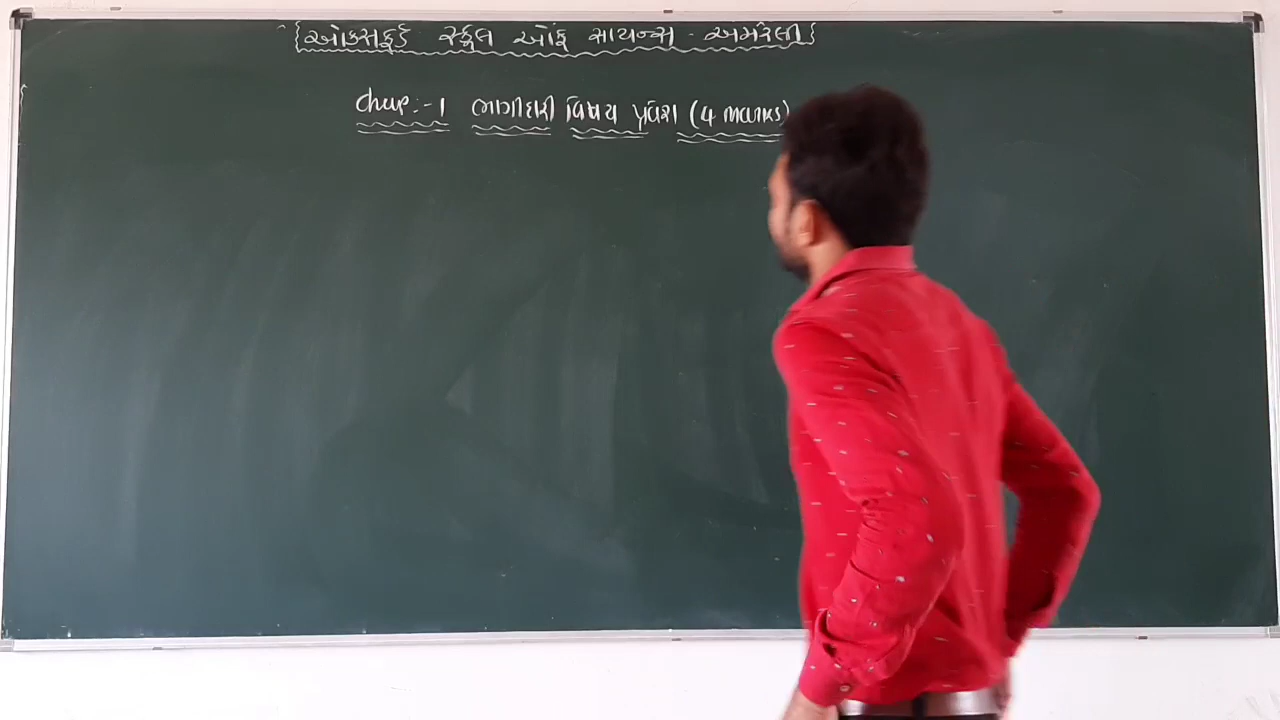 {ઓક્સફર્ડ સ્કુલ ઓફ સાયન્સ - અમરેલી}
Chap:-1 ભાગીદારી વિષય પ્રવેશ (4 marks)